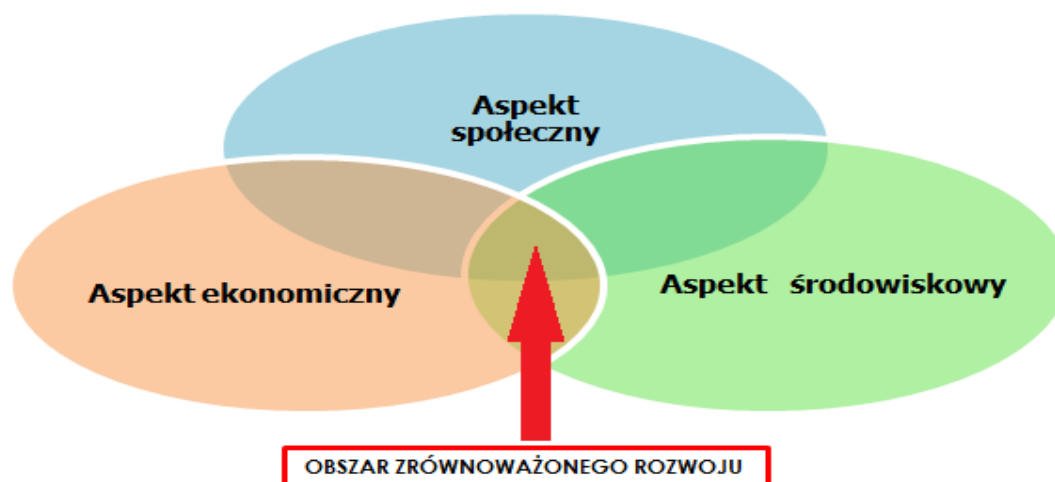 Aspekt
społeczny
Aspekt ekonomiczny
Aspekt środowiskowy
OBSZAR ZRÓWNOWAŻONEGO ROZWOJU